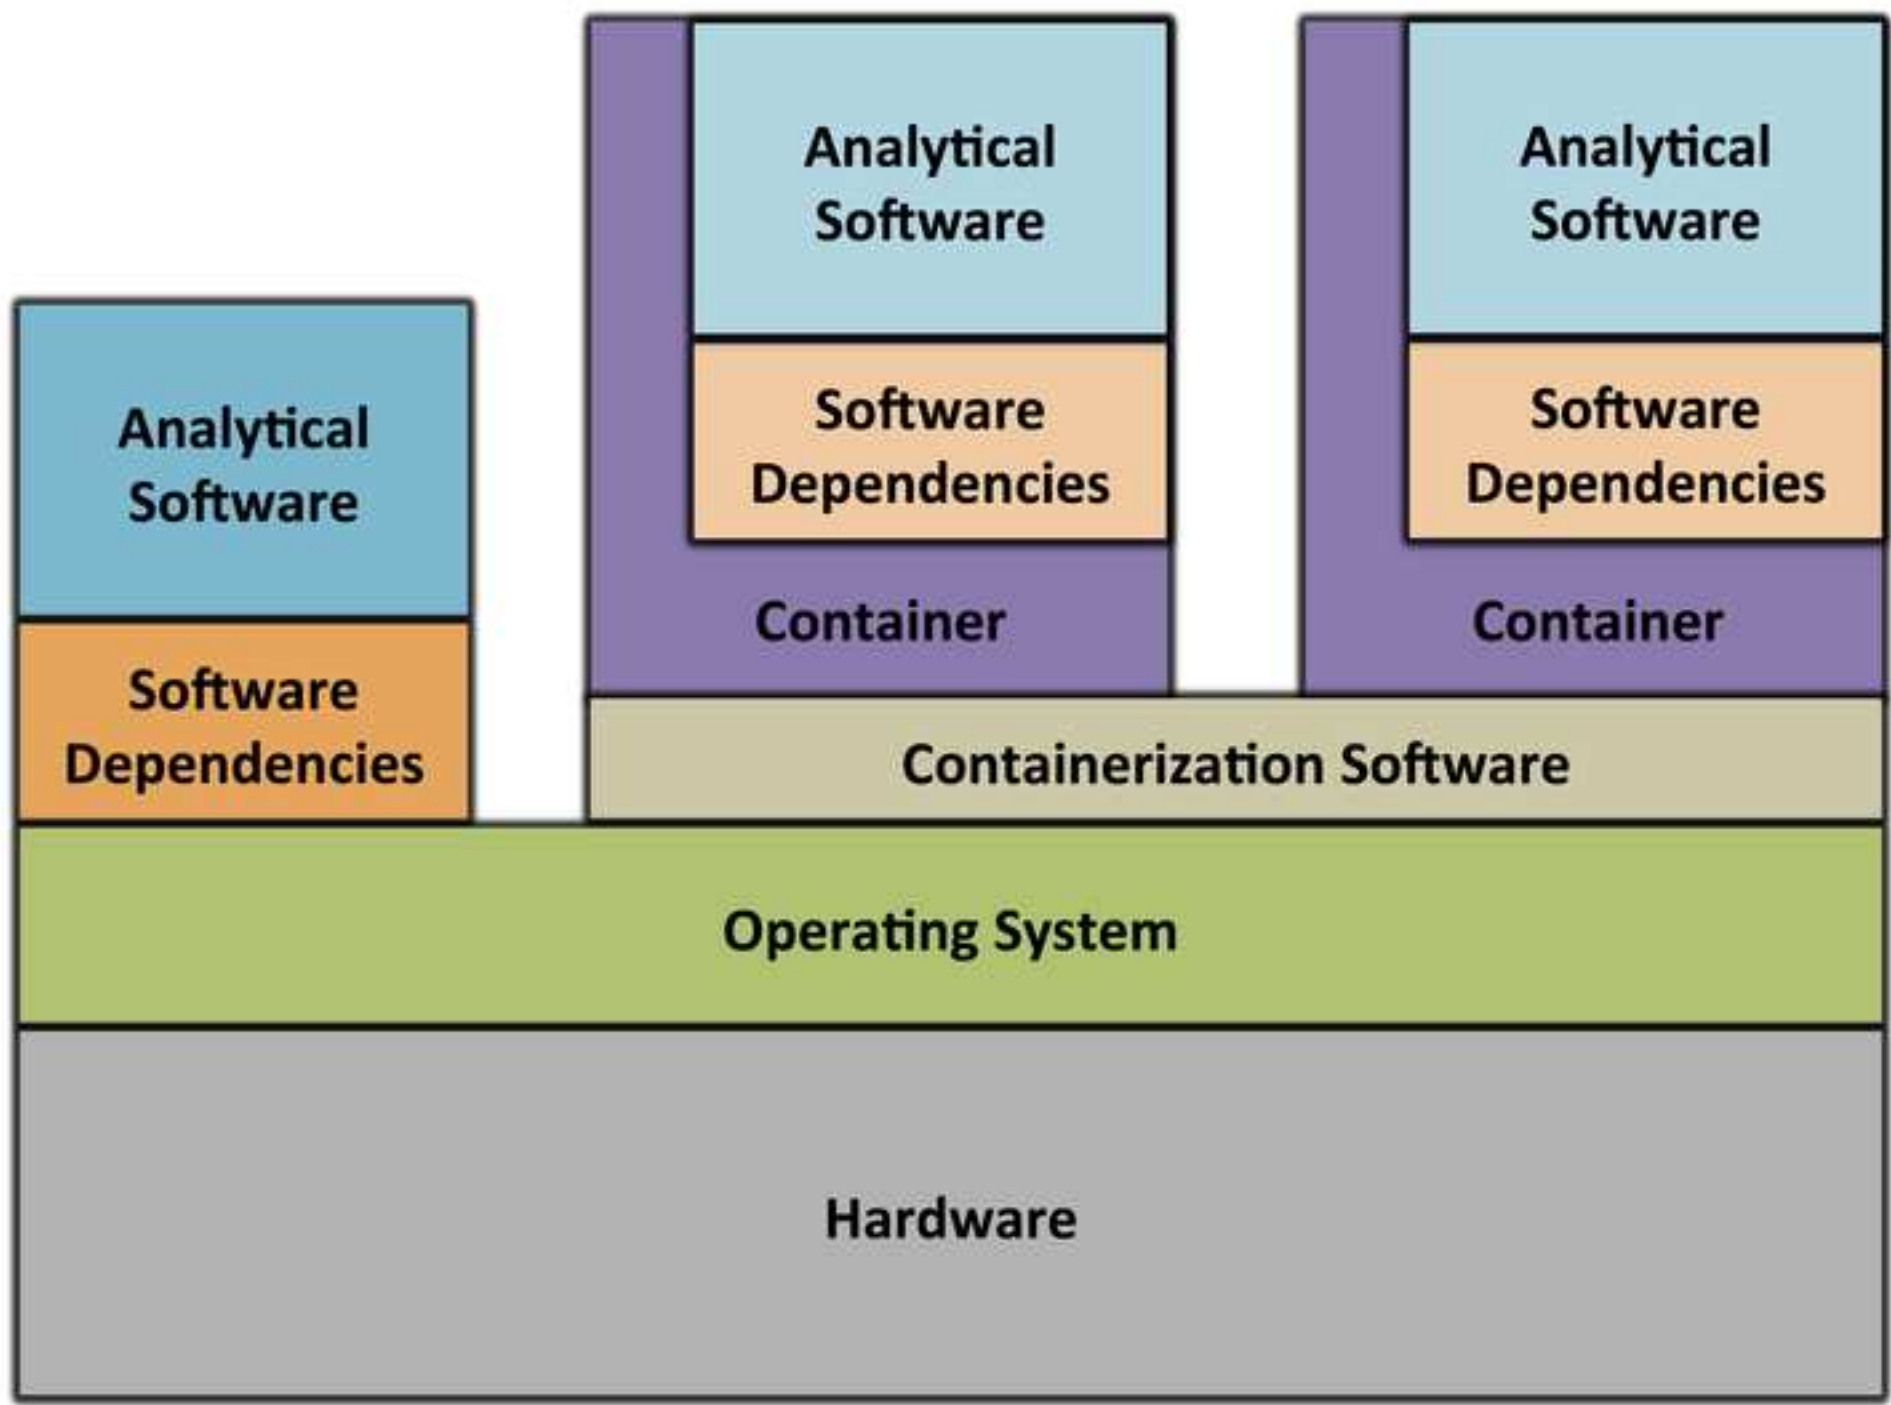 Analytical
Software
Software
Dependencies
Analytical
Software
Software
Dependencies
Container
Analytical
Software
Software
Dependencies
Container
Containerization Software
Operating System
Hardware